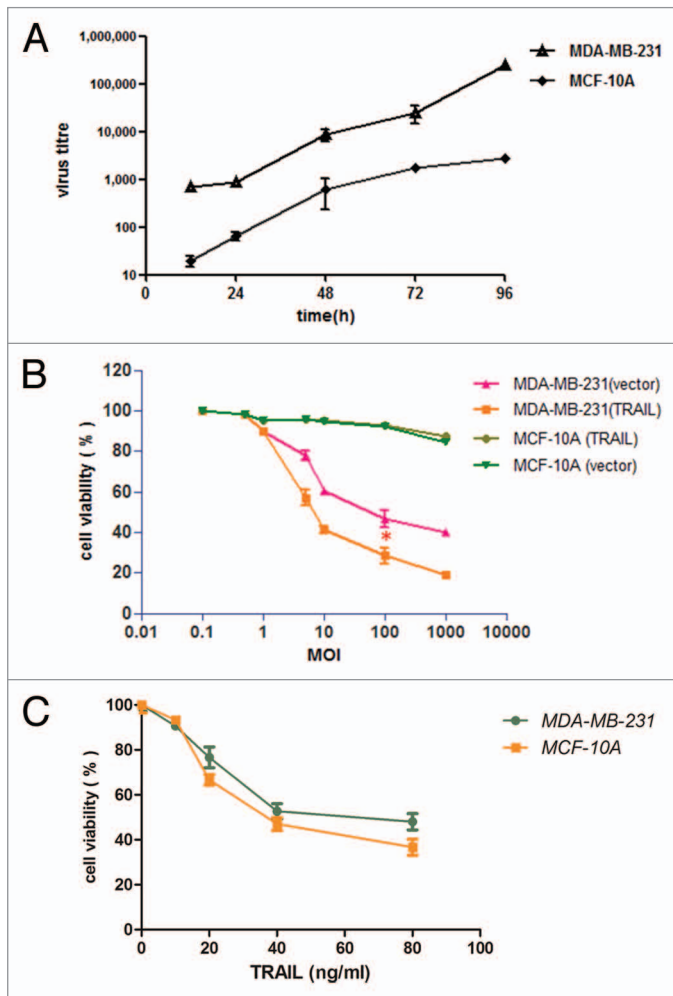 A
1,000,000
100,000
10,000
1,000
100
10
virus titre
0
24
48
72
96
time(h)
MDA-MB-231
MCF-10A
B
120
100
80
60
40
20
0
cell viability ( % )
*
0.01
0.1
1
10
100
1000
10000
MOI
MDA-MB-231(vector)
MDA-MB-231(TRAIL)
MCF-10A (TRAIL)
MCF-10A (vector)
C
100
80
60
40
20
0
cell viability ( % )
0
20
40
60
80
100
TRAIL (ng/ml)
MDA-MB-231
MCF-10A